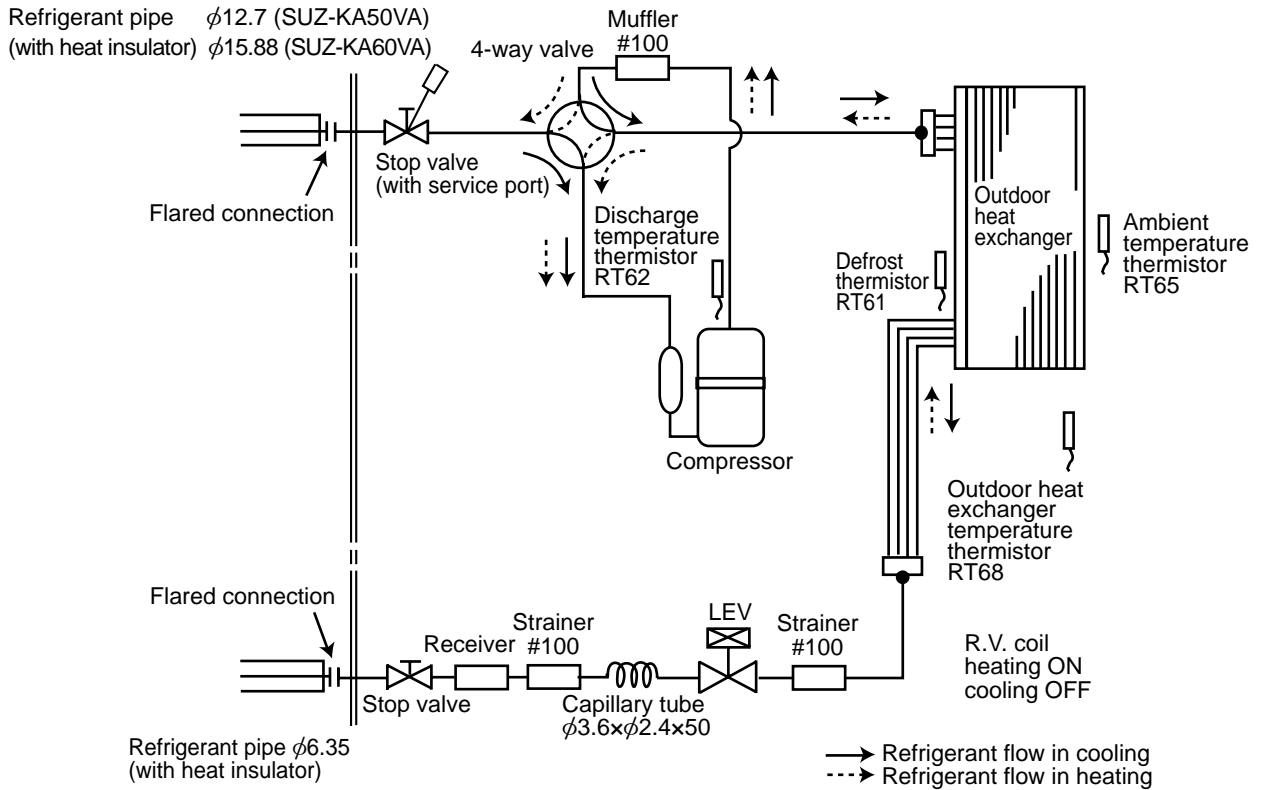 Refrigerant pipe ϕ12.7 (SUZ-KA50VA)
(with heat insulator) ϕ15.88 (SUZ-KA60VA)
4-way valve
Muffler
#100
Stop valve
(with service port)
Flared connection
Discharge
temperature
thermistor
RT62
Outdoor
heat
exchanger
Ambient
temperature
thermistor
RT65
Defrost
thermistor
RT61
Compressor
Outdoor heat
exchanger
temperature
thermistor
RT68
Flared connection
Receiver
Strainer
#100
LEV
Strainer
#100
R.V. coil
heating ON
cooling OFF
Stop valve
Capillary tube
ϕ3.6×ϕ2.4×50
Refrigerant pipe ϕ6.35
(with heat insulator)
Refrigerant flow in cooling
Refrigerant flow in heating